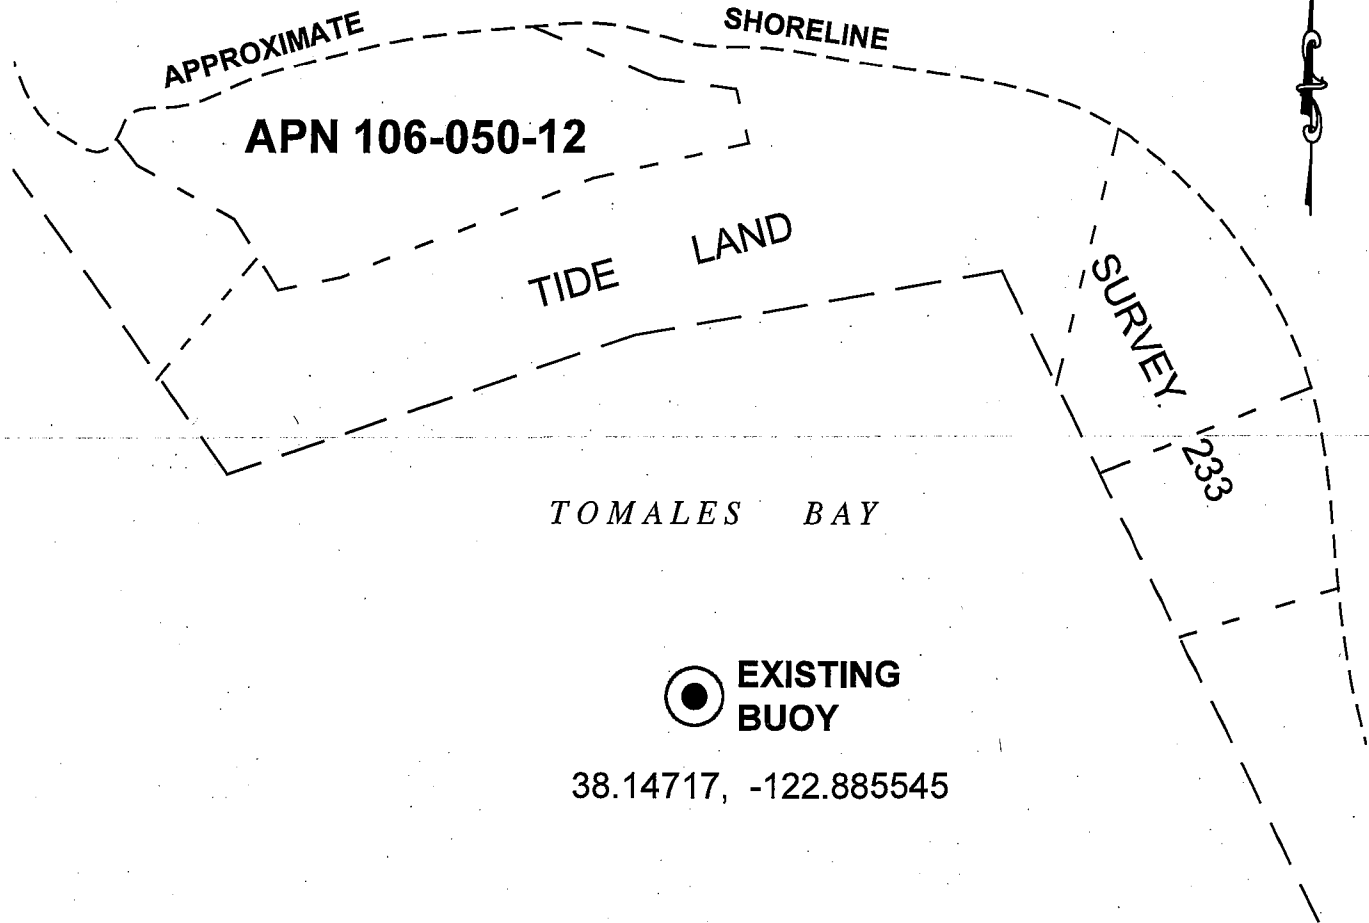 APPROXIMATE SHORELINE
APN 106-050-12
TIDE LAND
SURVEY 233
TOMALES BAY
EXISTING
BUOY
38.14717, -122.885545